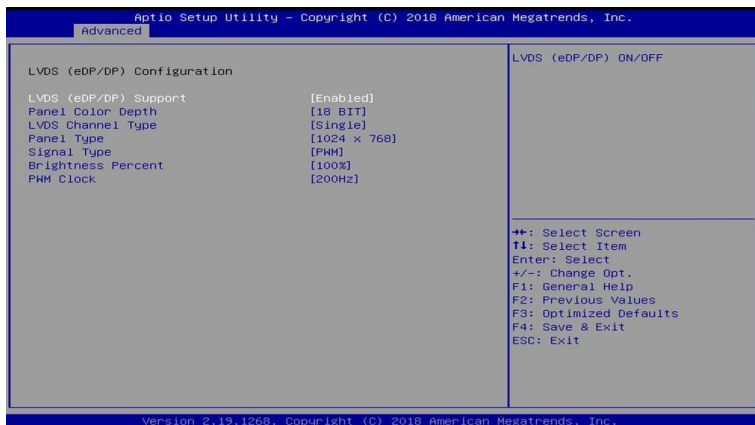 Aptio Setup Utility – Copyright (C) 2018 American Megatrends, Inc.
Advanced
LVDS (eDP/DP) Configuration
LVDS (eDP/DP) Support [Enabled]
Panel Color Depth [18 BIT]
LVDS Channel Type [Single]
Panel Type [1024 x 768]
Signal Type [PWM]
Brightness Percent [100%]
PWM Clock [200Hz]
LVDS (eDP/DP) ON/OFF
→←: Select Screen
↑↓: Select Item
Enter: Select
+/-: Change Opt.
F1: General Help
F2: Previous Values
F3: Optimized Defaults
F4: Save & Exit
ESC: Exit
Version 2.19.1268. Copyright (C) 2018 American Megatrends, Inc.